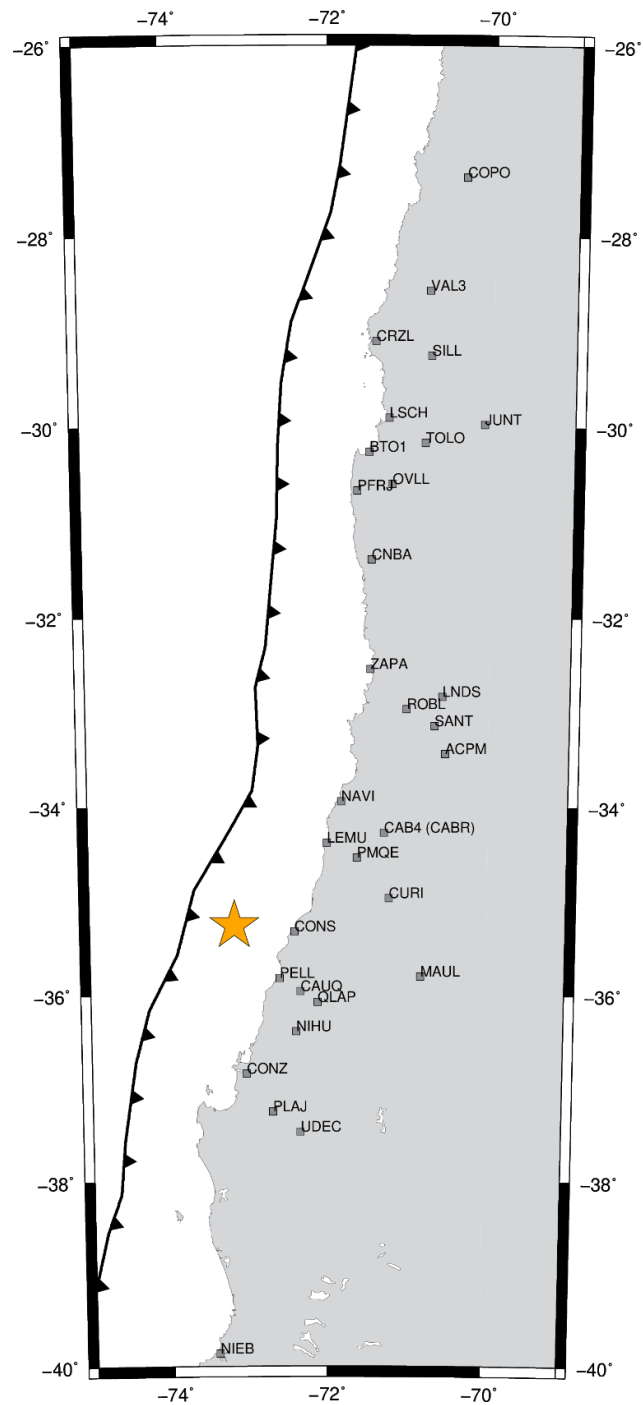 −74˚ −72˚ −70˚
−26˚ −26˚
COPO
−28˚ −28˚
VAL3
CRZL
SILL
LSCH
JUNT
−30˚ −30˚
TOLO
BTO1
OVLL
PFRJ
CNBA
−32˚ −32˚
ZAPA
LNDS
ROBL
SANT
ACPM
NAVI
−34˚ −34˚
CAB4 (CABR)
LEMU
PMQE
CURI
CONS
PELL
MAUL
CAUQ
−36˚ −36˚
QLAP
NIHU
CONZ
PLAJ
UDEC
−38˚ −38˚
NIEB
−40˚ −40˚
−74˚ −72˚ −70˚